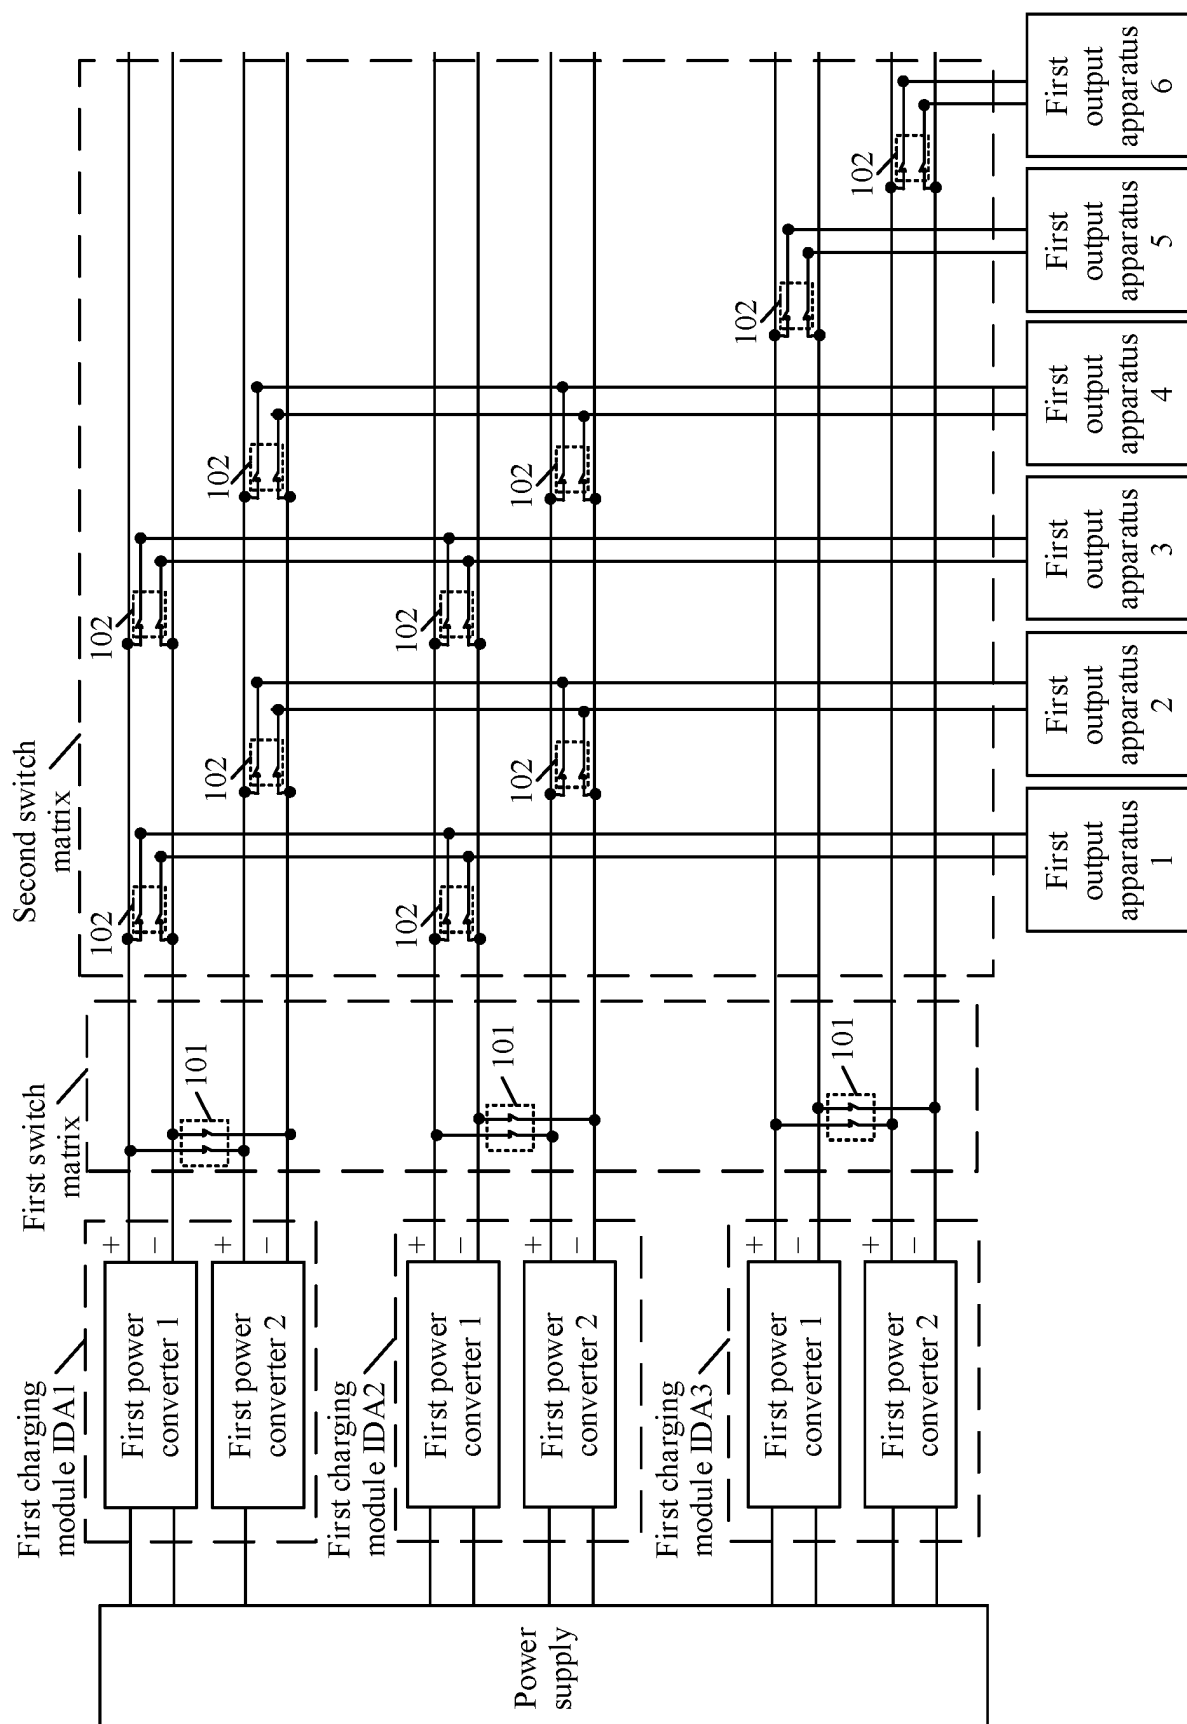 Power
supply
First charging
module IDA1
First power
converter 1
First power
converter 2
First charging
module IDA2
First power
converter 1
First power
converter 2
First charging
module IDA3
First power
converter 1
First power
converter 2
+
−
+
−
+
−
+
−
+
−
+
−
First switch
matrix
101
101
101
Second switch
matrix
102
102
102
102
102
102
102
102
102
102
First
output
apparatus
1
First
output
apparatus
2
First
output
apparatus
3
First
output
apparatus
4
First
output
apparatus
5
First
output
apparatus
6